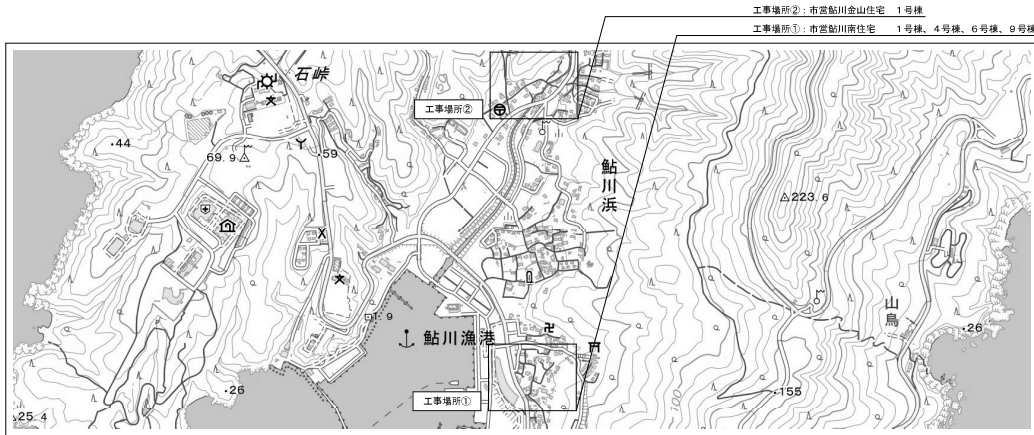 工事場所②：市営鮎川金山住宅　1号棟
工事場所①：市営鮎川南住宅　1号棟、4号棟、6号棟、9号棟
石峠
工事場所②
44
69.9
59
鮎川浜
223.6
1.9
鮎川漁港
山鳥
26
26
155
100
工事場所①
25.4